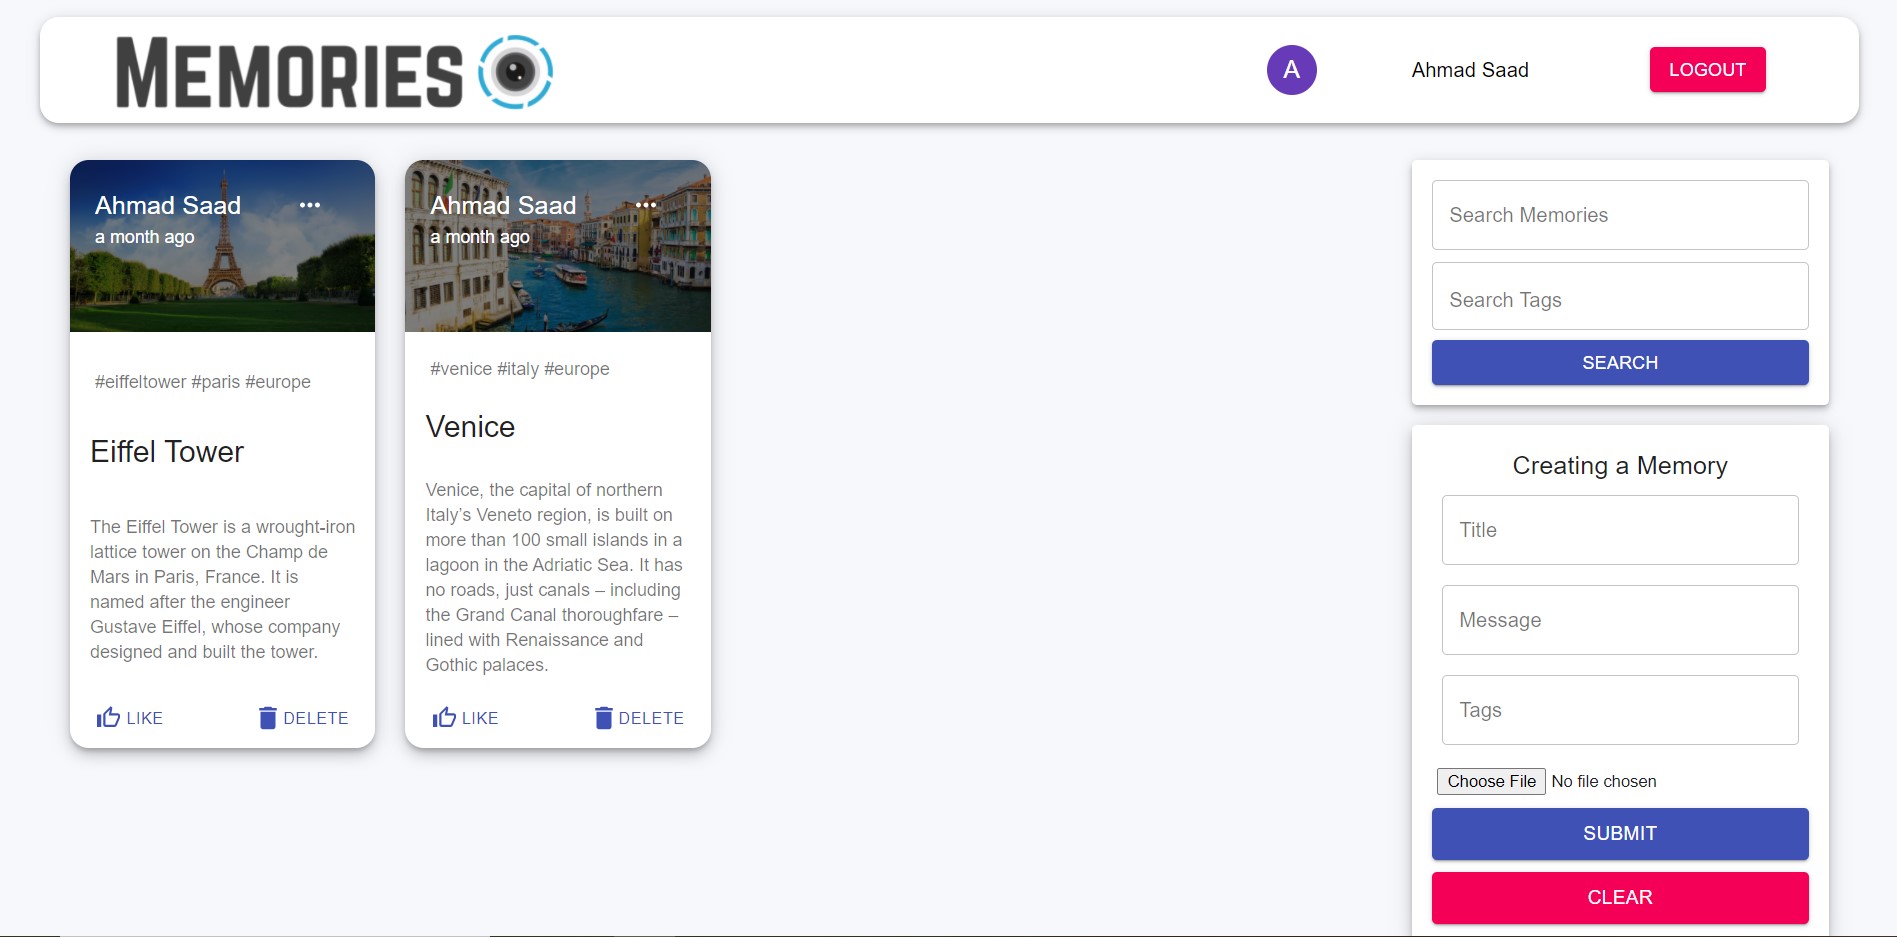 MEMORIES
A
Ahmad Saad
LOGOUT
Ahmad Saad
a month ago
#eiffeltower #paris #europe
Eiffel Tower
The Eiffel Tower is a wrought-iron
lattice tower on the Champ de
Mars in Paris, France. It is
named after the engineer
Gustave Eiffel, whose company
designed and built the tower.
LIKE
DELETE
Ahmad Saad
a month ago
#venice #italy #europe
Venice
Venice, the capital of northern
Italy’s Veneto region, is built on
more than 100 small islands in a
lagoon in the Adriatic Sea. It has
no roads, just canals – including
the Grand Canal thoroughfare –
lined with Renaissance and
Gothic palaces.
LIKE
DELETE
Search Memories
Search Tags
SEARCH
Creating a Memory
Title
Message
Tags
Choose File No file chosen
SUBMIT
CLEAR